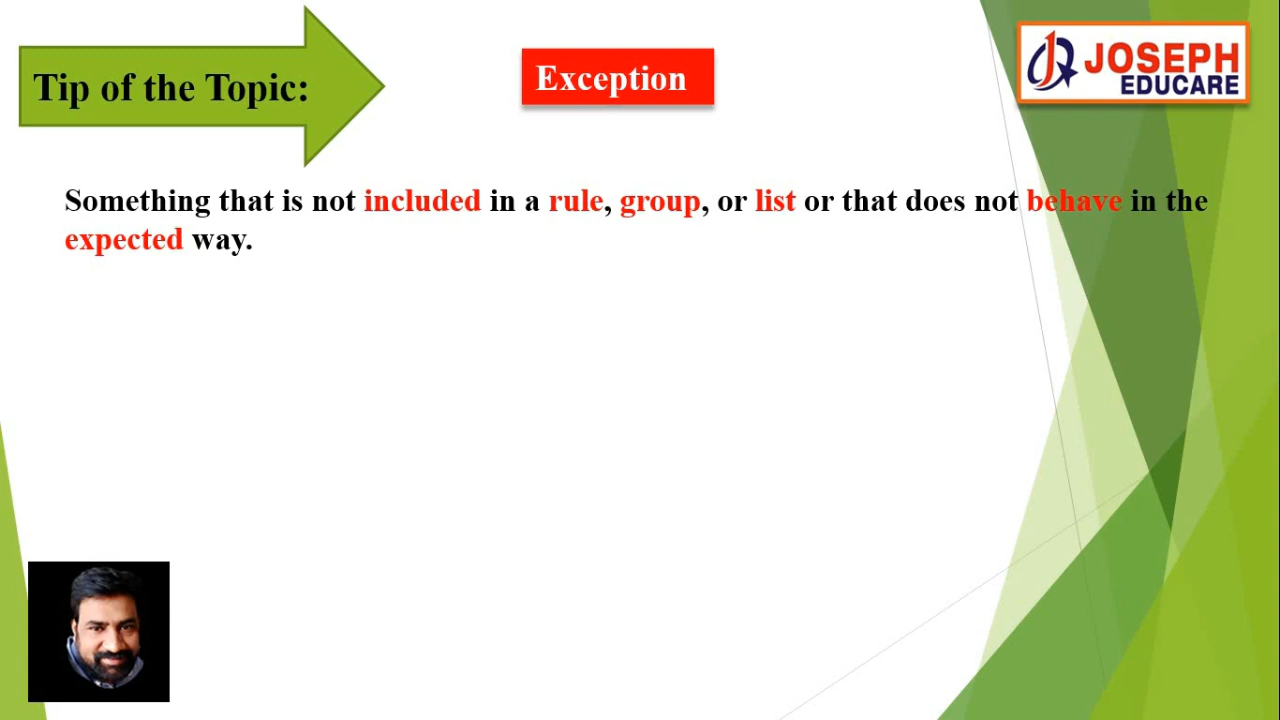 Tip of the Topic:
Exception
JOSEPH
EDUCARE
Something that is not included in a rule, group, or list or that does not behave in the
expected way.